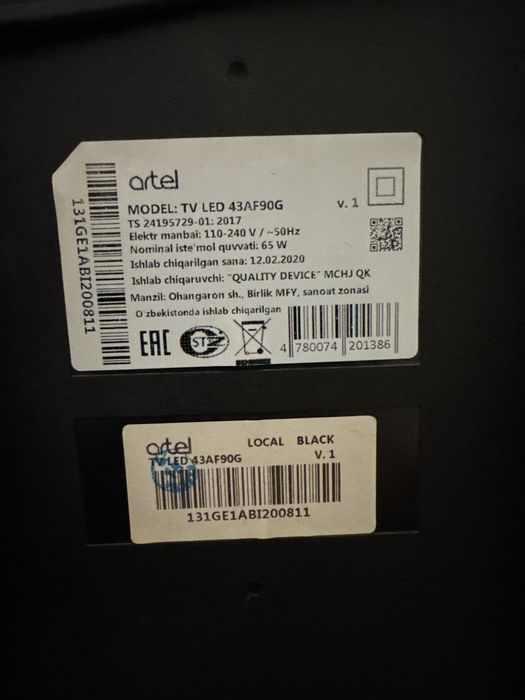 artel
MODEL: TV LED 43AF90G v. 1
TS 24195729-01: 2017
Elektr manbai: 110-240 V / ~50Hz
Nominal iste'mol quvvati: 65 W
Ishlab chiqarilgan sana: 12.02.2020
Ishlab chiqaruvchi: "QUALITY DEVICE" MCHJ QK
Manzil: Ohangaron sh., Birlik MFY, sanoat zonasi
O'zbekistonda ishlab chiqarilgan
EAC
4 780074 201386
131GE1ABI200811
artel LOCAL BLACK
TV LED 43AF90G V. 1
131GE1ABI200811